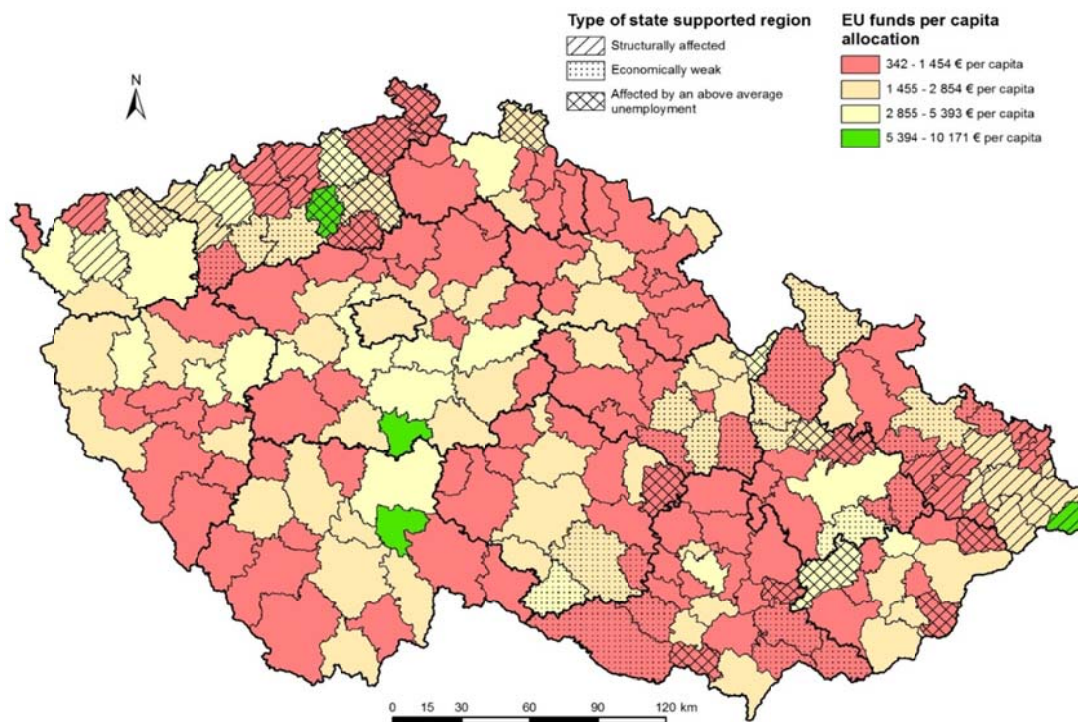 Type of state supported region
Structurally affected
Economically weak
Affected by an above average
unemployment
EU funds per capita
allocation
342 - 1 454 € per capita
1 455 - 2 854 € per capita
2 855 - 5 393 € per capita
5 394 - 10 171 € per capita
N
0 15 30 60 90 120 km